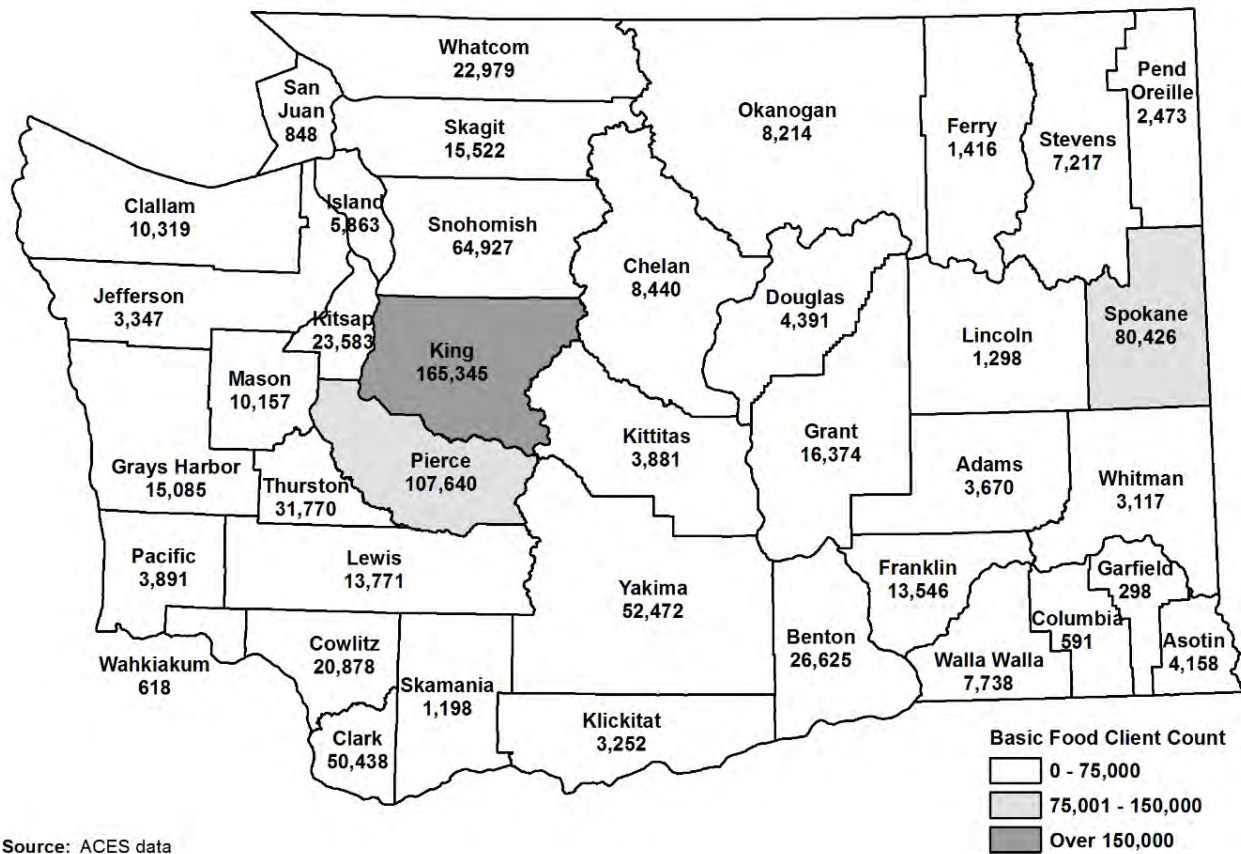 Whatcom
22,979
San
Juan
848
Skagit
15,522
Okanogan
8,214
Ferry
1,416
Stevens
7,217
Pend
Oreille
2,473
Clallam
10,319
Island
5,863
Snohomish
64,927
Chelan
8,440
Douglas
4,391
Jefferson
3,347
Kitsap
23,583
King
165,345
Lincoln
1,298
Spokane
80,426
Mason
10,157
Grays Harbor
15,085
Thurston
31,770
Pierce
107,640
Kittitas
3,881
Grant
16,374
Adams
3,670
Whitman
3,117
Pacific
3,891
Lewis
13,771
Yakima
52,472
Franklin
13,546
Garfield
298
Columbia
591
Asotin
4,158
Wahkiakum
618
Cowlitz
20,878
Skamania
1,198
Benton
26,625
Walla Walla
7,738
Clark
50,438
Klickitat
3,252
Basic Food Client Count
0 - 75,000
75,001 - 150,000
Over 150,000
Source: ACES data